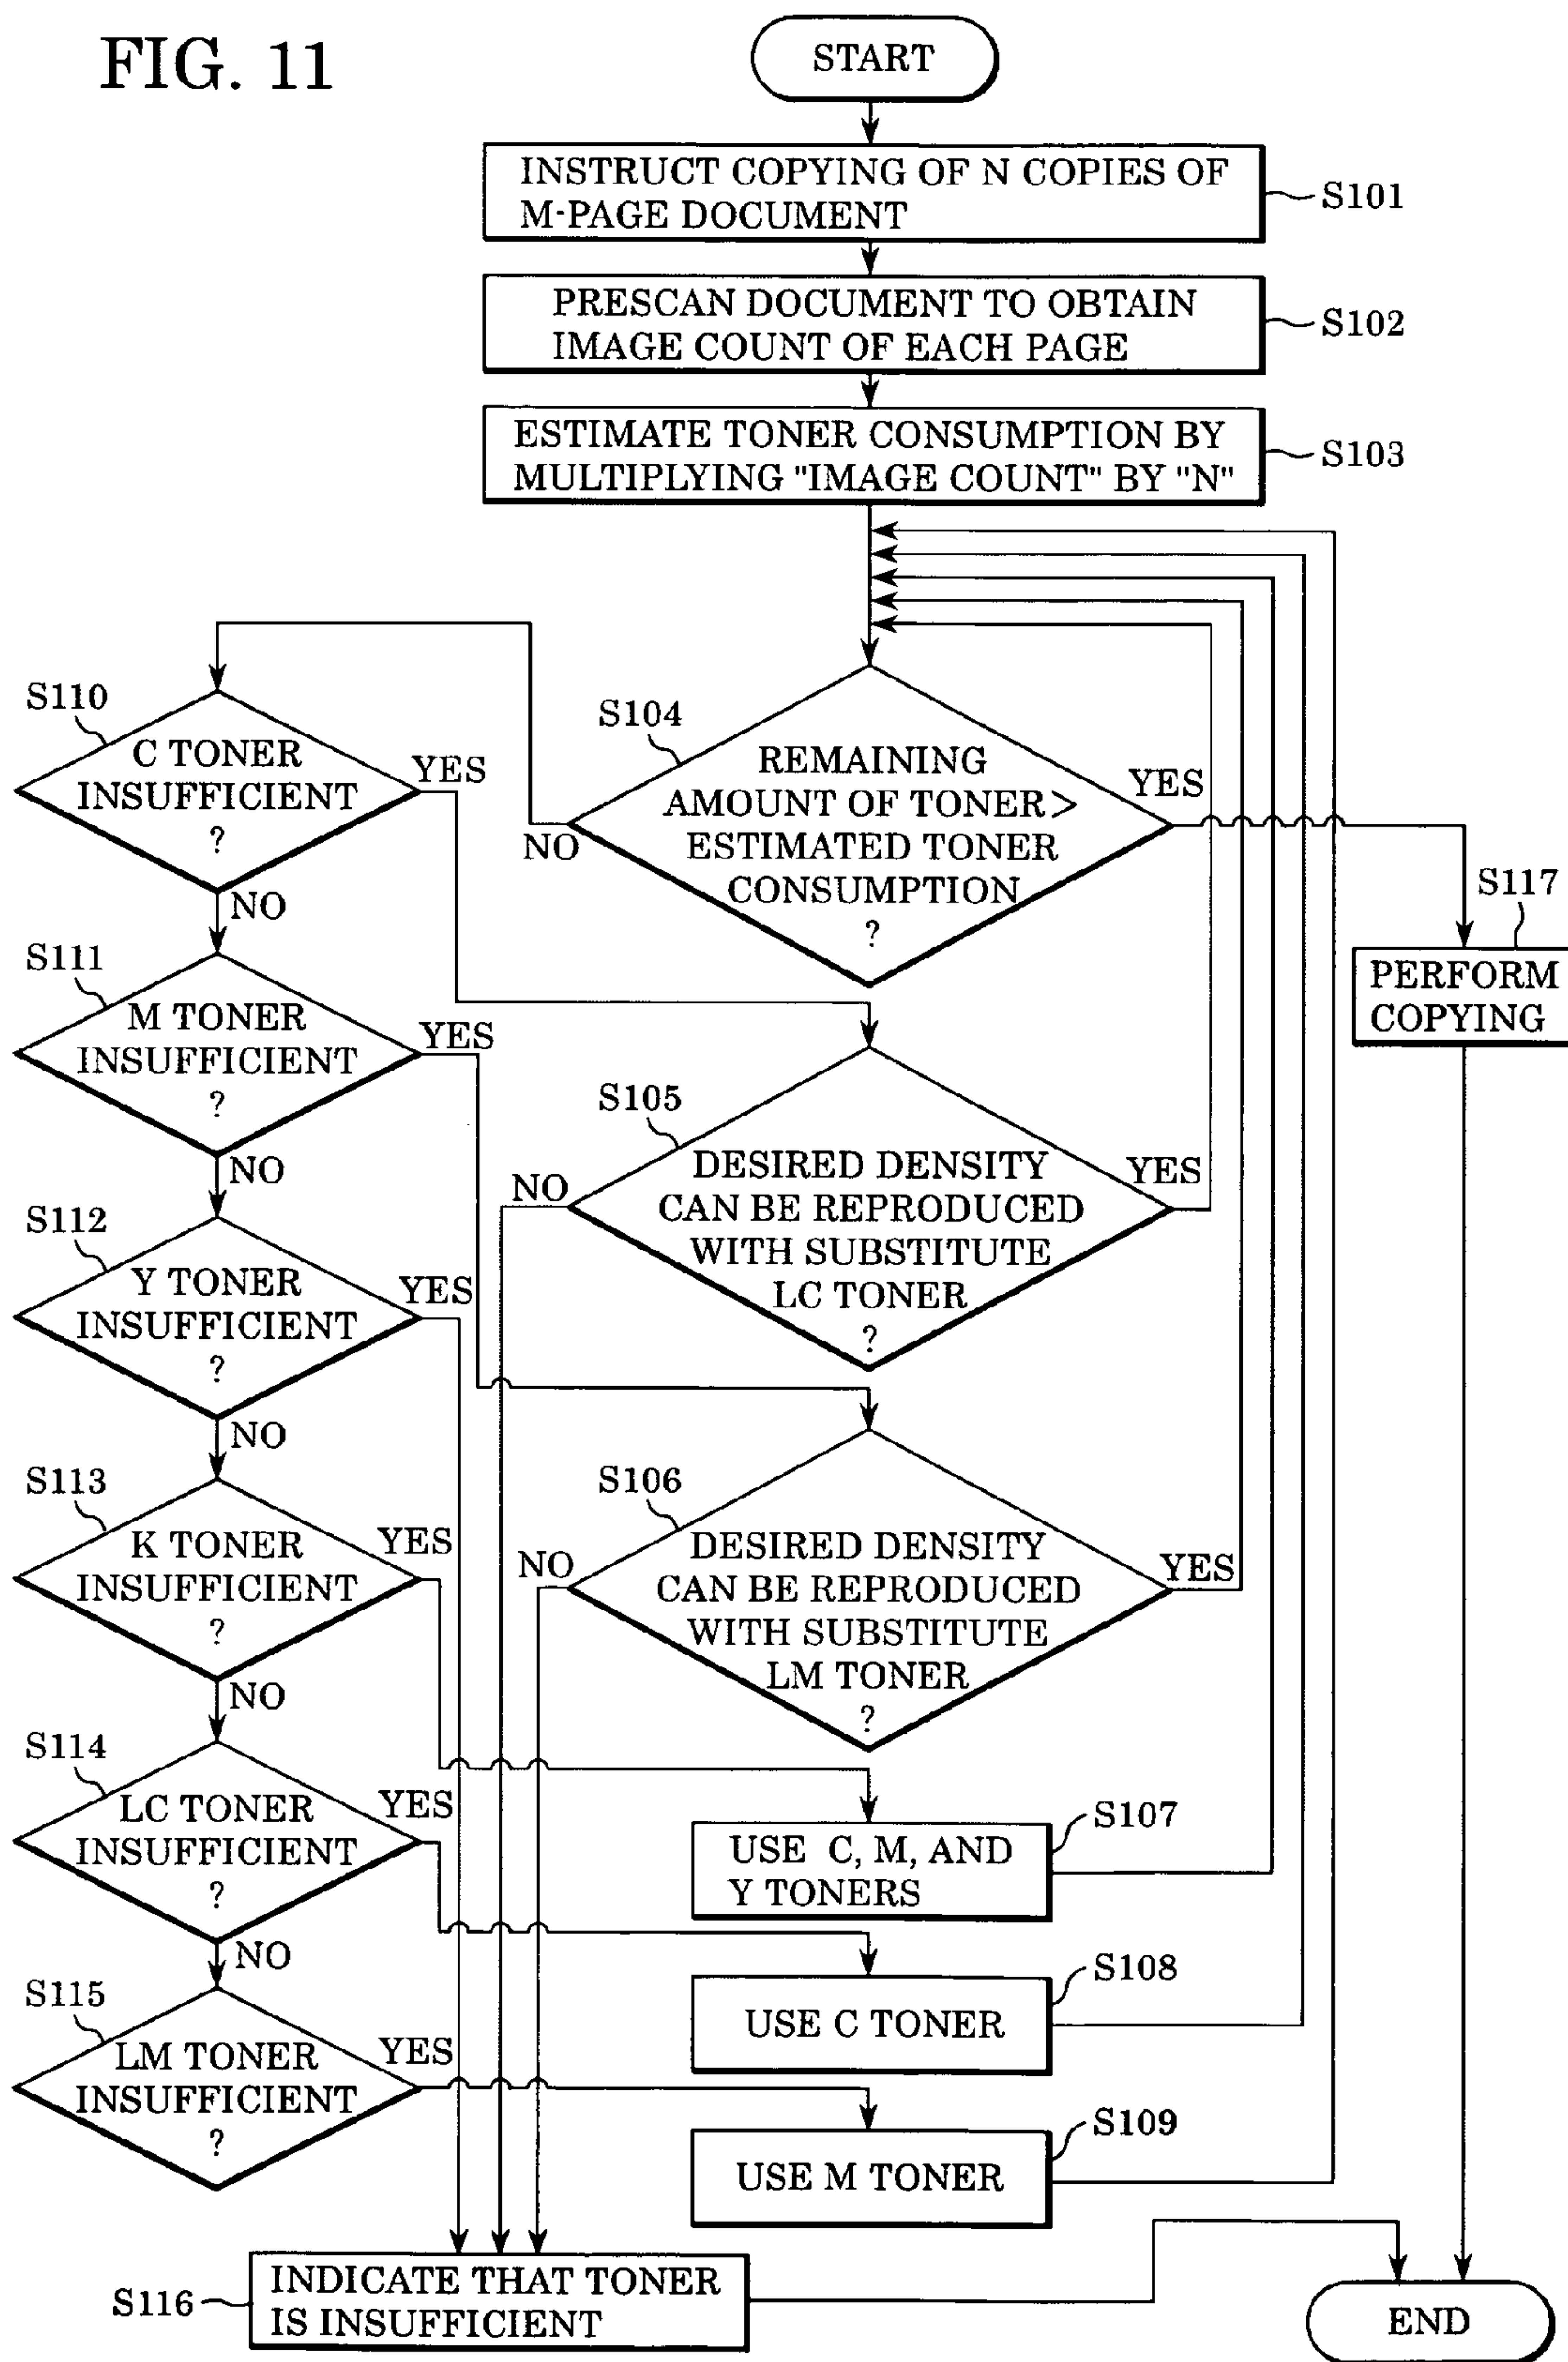 FIG. 11
START
INSTRUCT COPYING OF N COPIES OF
M-PAGE DOCUMENT
S101
PRESCAN DOCUMENT TO OBTAIN
IMAGE COUNT OF EACH PAGE
S102
ESTIMATE TONER CONSUMPTION BY
MULTIPLYING "IMAGE COUNT" BY "N"
S103
S104
REMAINING
AMOUNT OF TONER>
ESTIMATED TONER
CONSUMPTION
?
YES
NO
S110
C TONER
INSUFFICIENT
?
YES
NO
S117
PERFORM
COPYING
S111
M TONER
INSUFFICIENT
?
YES
NO
S105
DESIRED DENSITY
CAN BE REPRODUCED
WITH SUBSTITUTE
LC TONER
?
YES
NO
S112
Y TONER
INSUFFICIENT
?
YES
NO
S106
DESIRED DENSITY
CAN BE REPRODUCED
WITH SUBSTITUTE
LM TONER
?
YES
NO
S113
K TONER
INSUFFICIENT
?
YES
NO
S107
USE C, M, AND
Y TONERS
S114
LC TONER
INSUFFICIENT
?
YES
NO
S108
USE C TONER
S115
LM TONER
INSUFFICIENT
?
YES
S109
USE M TONER
S116
INDICATE THAT TONER
IS INSUFFICIENT
END